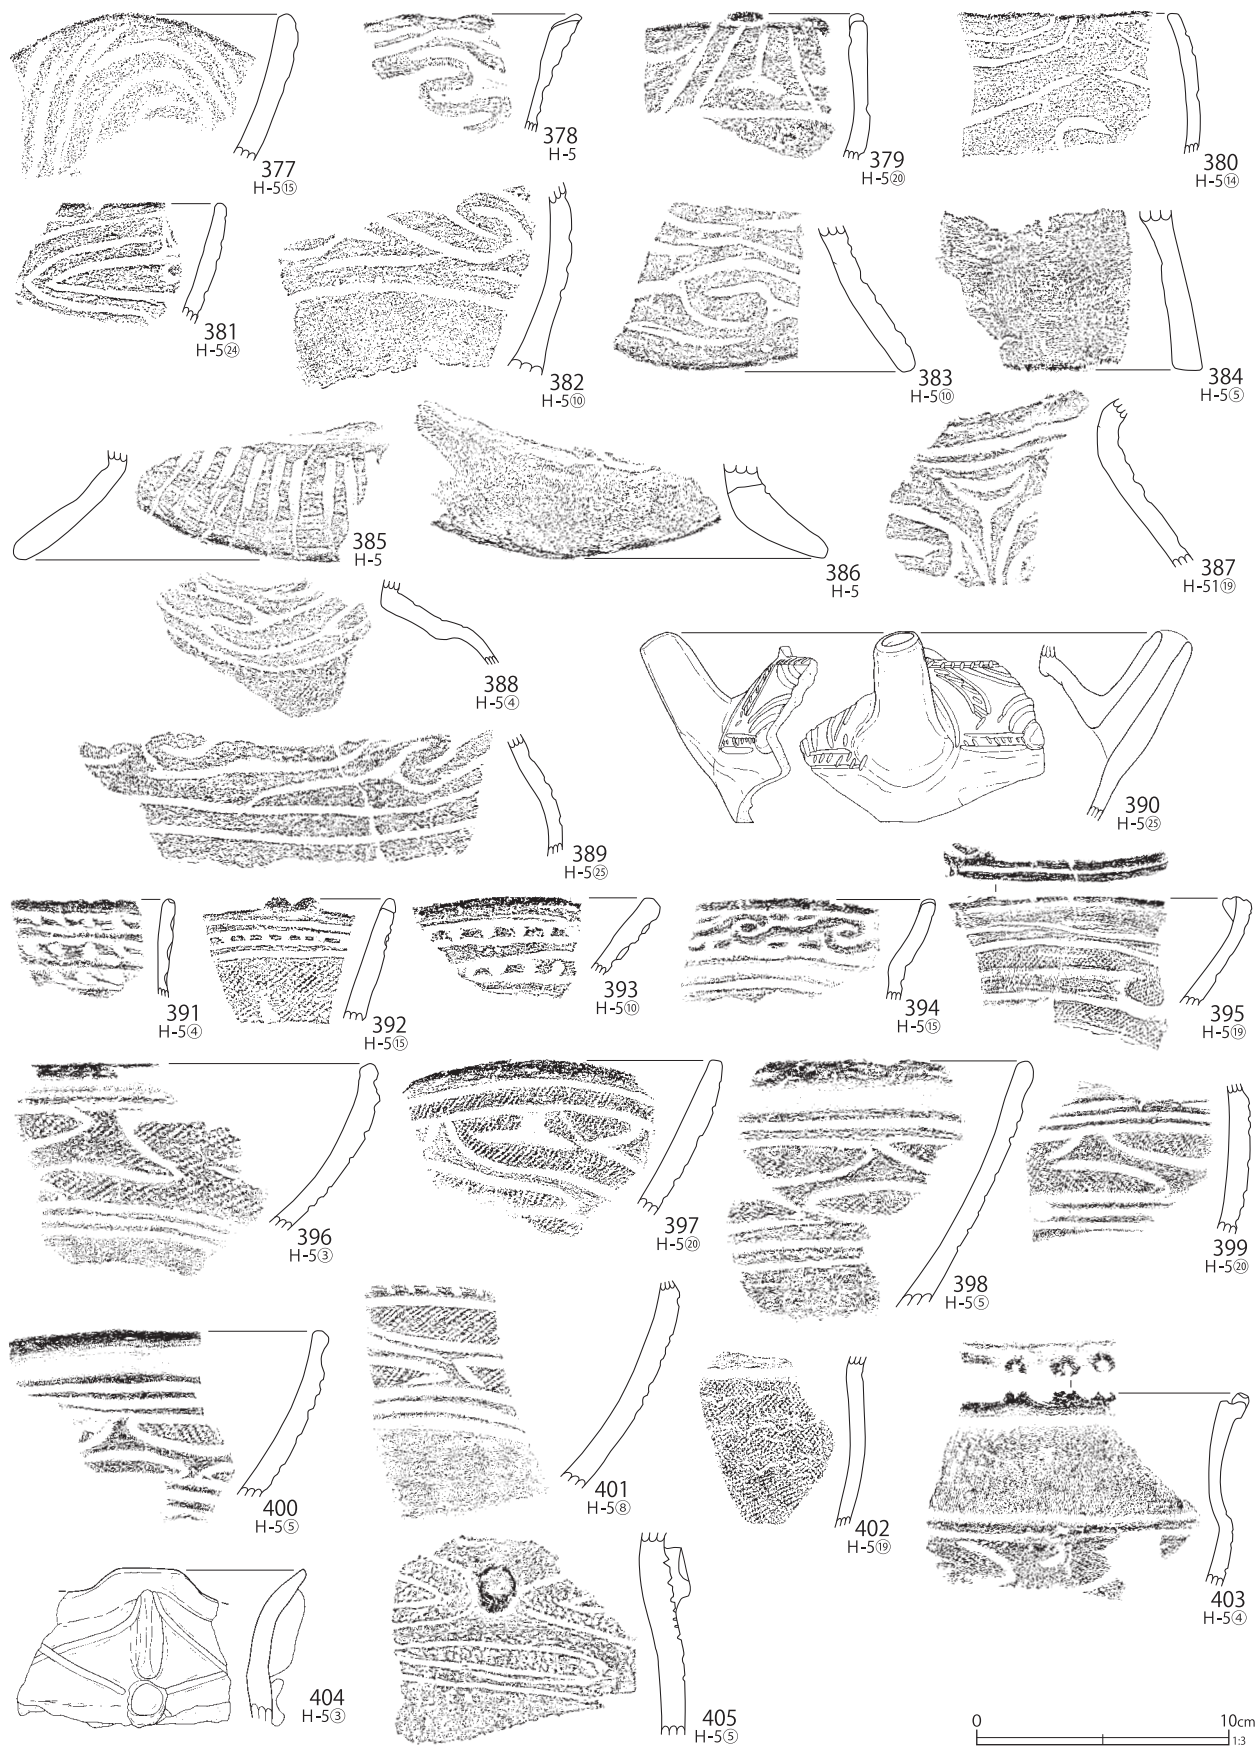 377
H-5⑮
378
H-5
379
H-5⑳
380
H-5⑭
381
H-5㉔
382
H-5⑩
383
H-5⑩
384
H-5⑤
385
H-5
386
H-5
387
H-51⑲
388
H-5④
389
H-5㉕
390
H-5㉕
391
H-5④
392
H-5⑮
393
H-5⑩
394
H-5⑮
395
H-5⑲
396
H-5③
397
H-5⑳
398
H-5⑤
399
H-5⑳
400
H-5⑤
401
H-5⑧
402
H-5⑲
403
H-5④
404
H-5③
405
H-5⑤
0 10cm
1:3